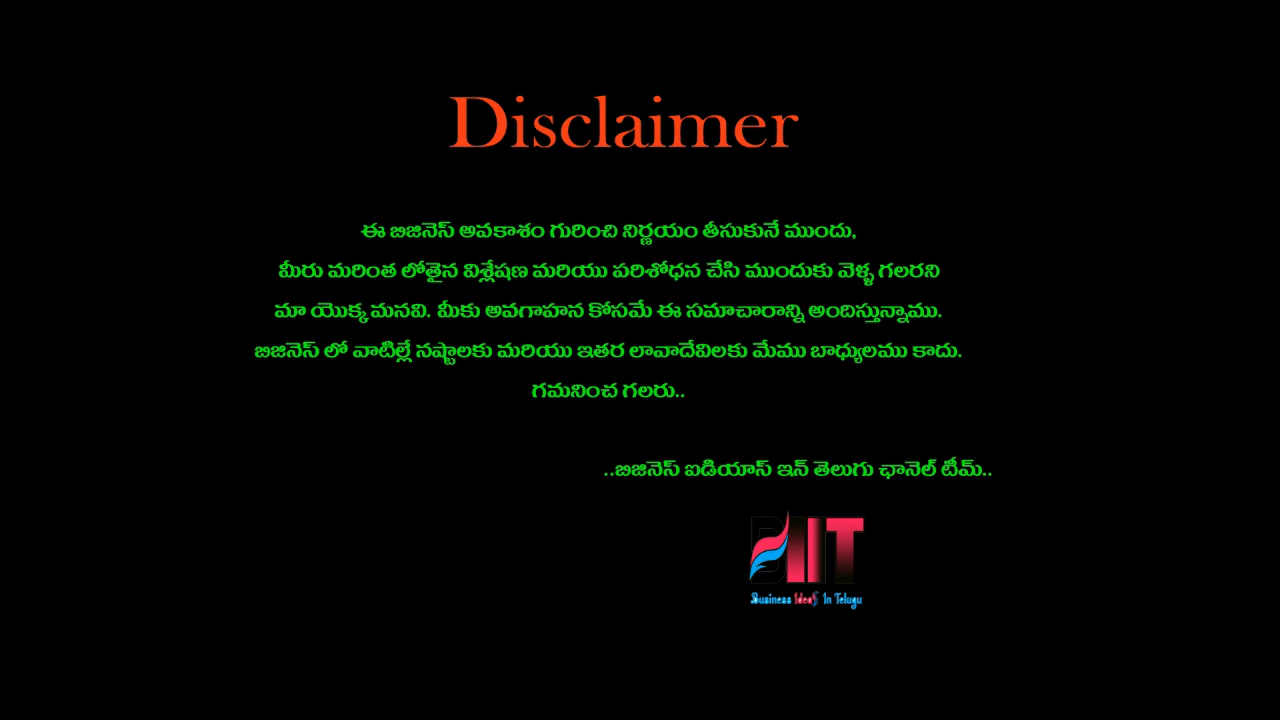 Disclaimer
ఈ బిజినెస్ అవకాశం గురించి నిర్ణయం తీసుకునే ముందు,
మీరు మరింత లోతైన విశ్లేషణ మరియు పరిశోధన చేసి ముందుకు వెళ్ళ గలరని
మా యొక్క మనవి. మీకు అవగాహన కోసమే ఈ సమాచారాన్ని అందిస్తున్నాము.
బిజినెస్ లో వాటిల్లే నష్టాలకు మరియు ఇతర లావాదేవిలకు మేము బాధ్యులము కాదు.
గమనించ గలరు..
..బిజినెస్ ఐడియాస్ ఇన్ తెలుగు ఛానెల్ టీమ్..
BIIT
Business Ideas In Telugu